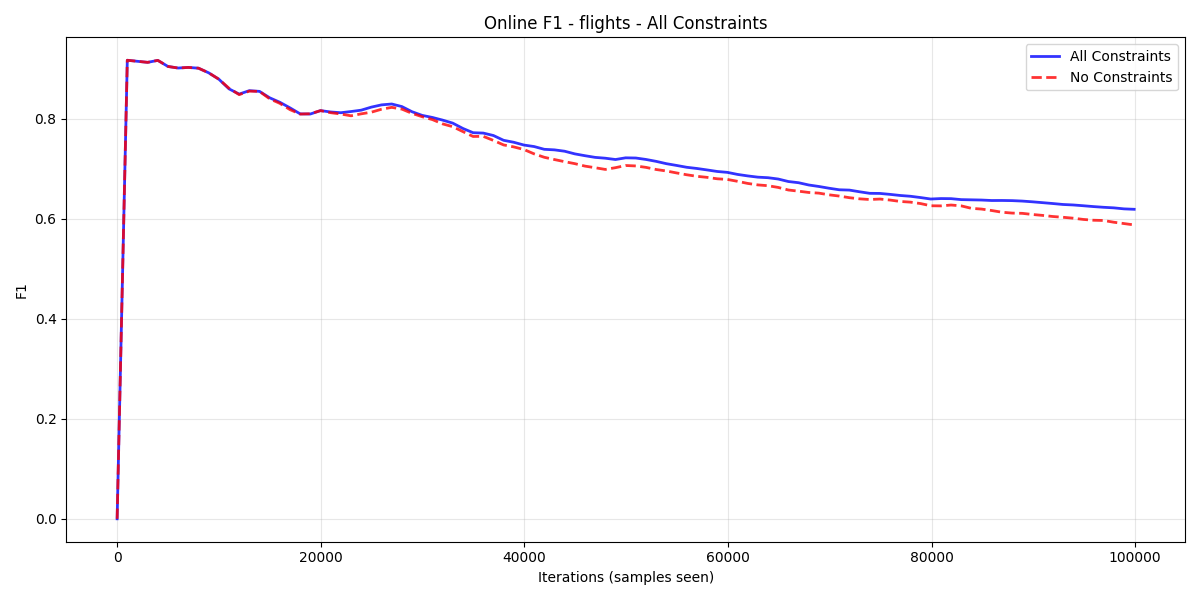 Online F1 - flights - All Constraints
All Constraints
No Constraints
F1
0.8
0.6
0.4
0.2
0.0
0
20000
40000
60000
80000
100000
Iterations (samples seen)